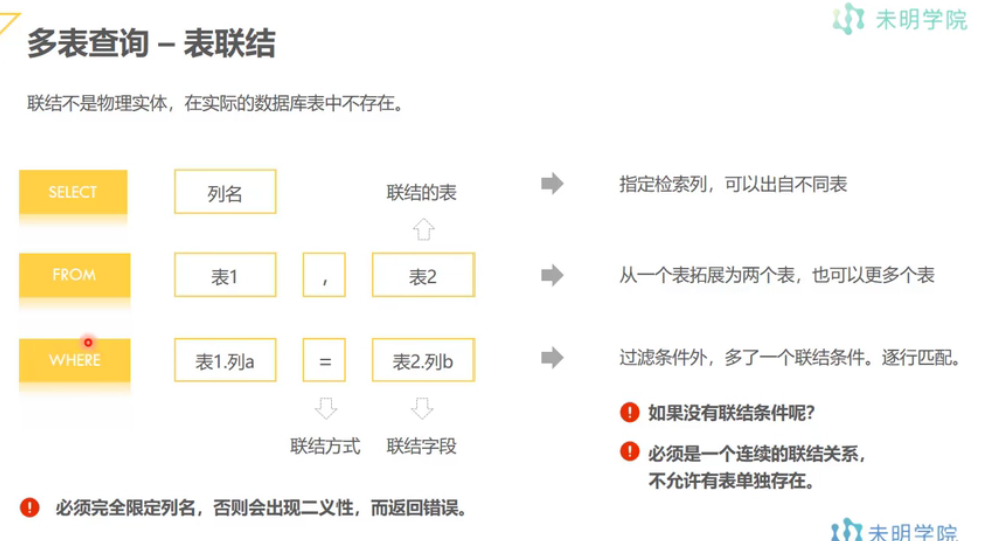 未明学院
多表查询 – 表联结
联结不是物理实体，在实际的数据库表中不存在。
SELECT 列名 联结的表 指定检索列，可以出自不同表
FROM 表1 , 表2 从一个表拓展为两个表，也可以更多个表
WHERE 表1.列a = 表2.列b 过滤条件外，多了一个联结条件。逐行匹配。
! 如果没有联结条件呢?
联结方式 联结字段
! 必须是一个连续的联结关系，
不允许有表单独存在。
! 必须完全限定列名，否则会出现二义性，而返回错误。
未明学院